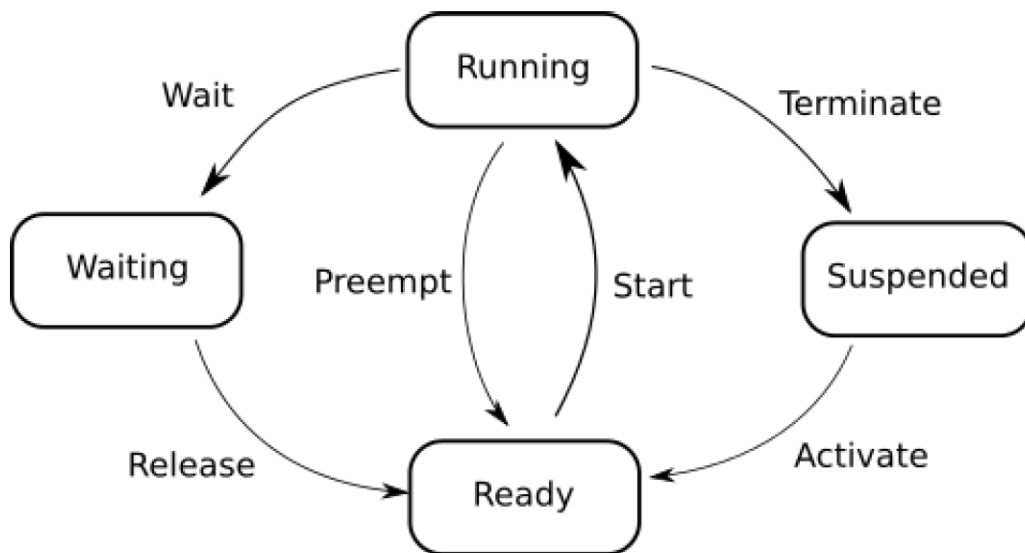 Running
Wait
Terminate
Waiting
Preempt
Start
Suspended
Release
Activate
Ready